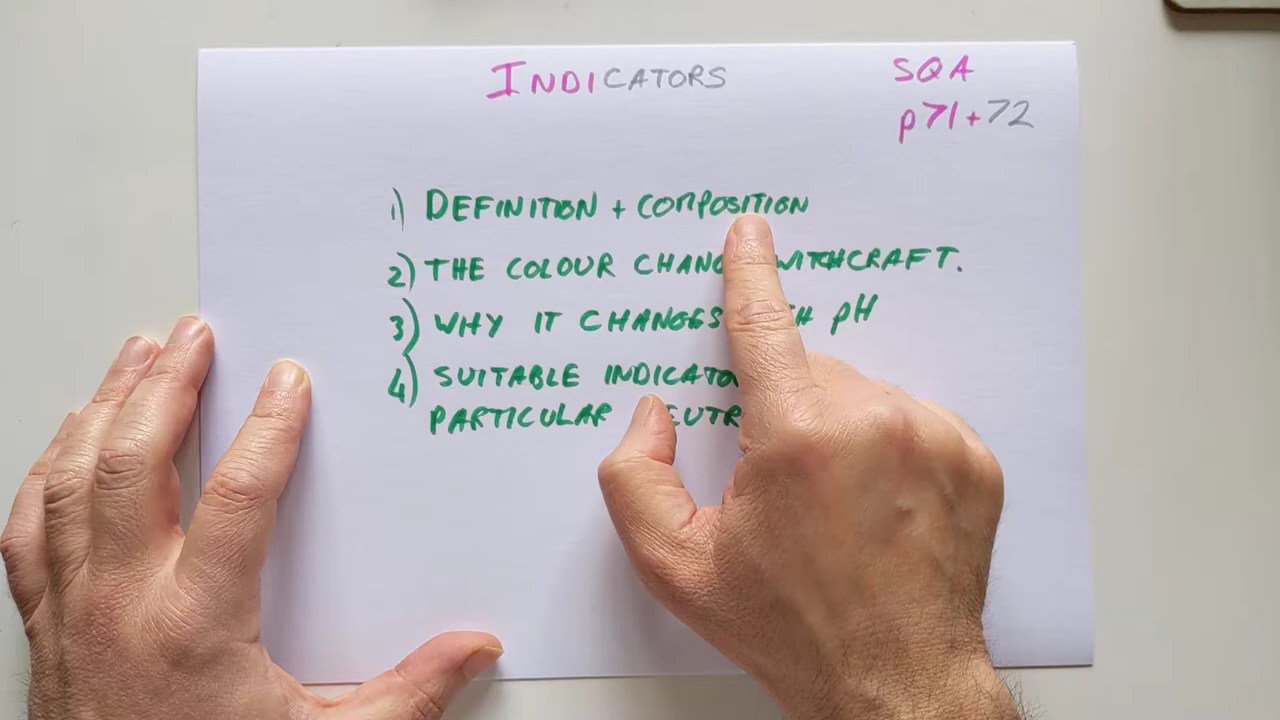 INDICATORS
SQA
p71+72
1) DEFINITION + COMPOSITION
2) THE COLOUR CHANG WITCHCRAFT.
3) WHY IT CHANGES pH
4) SUITABLE INDICATO
PARTICULAR EUTR